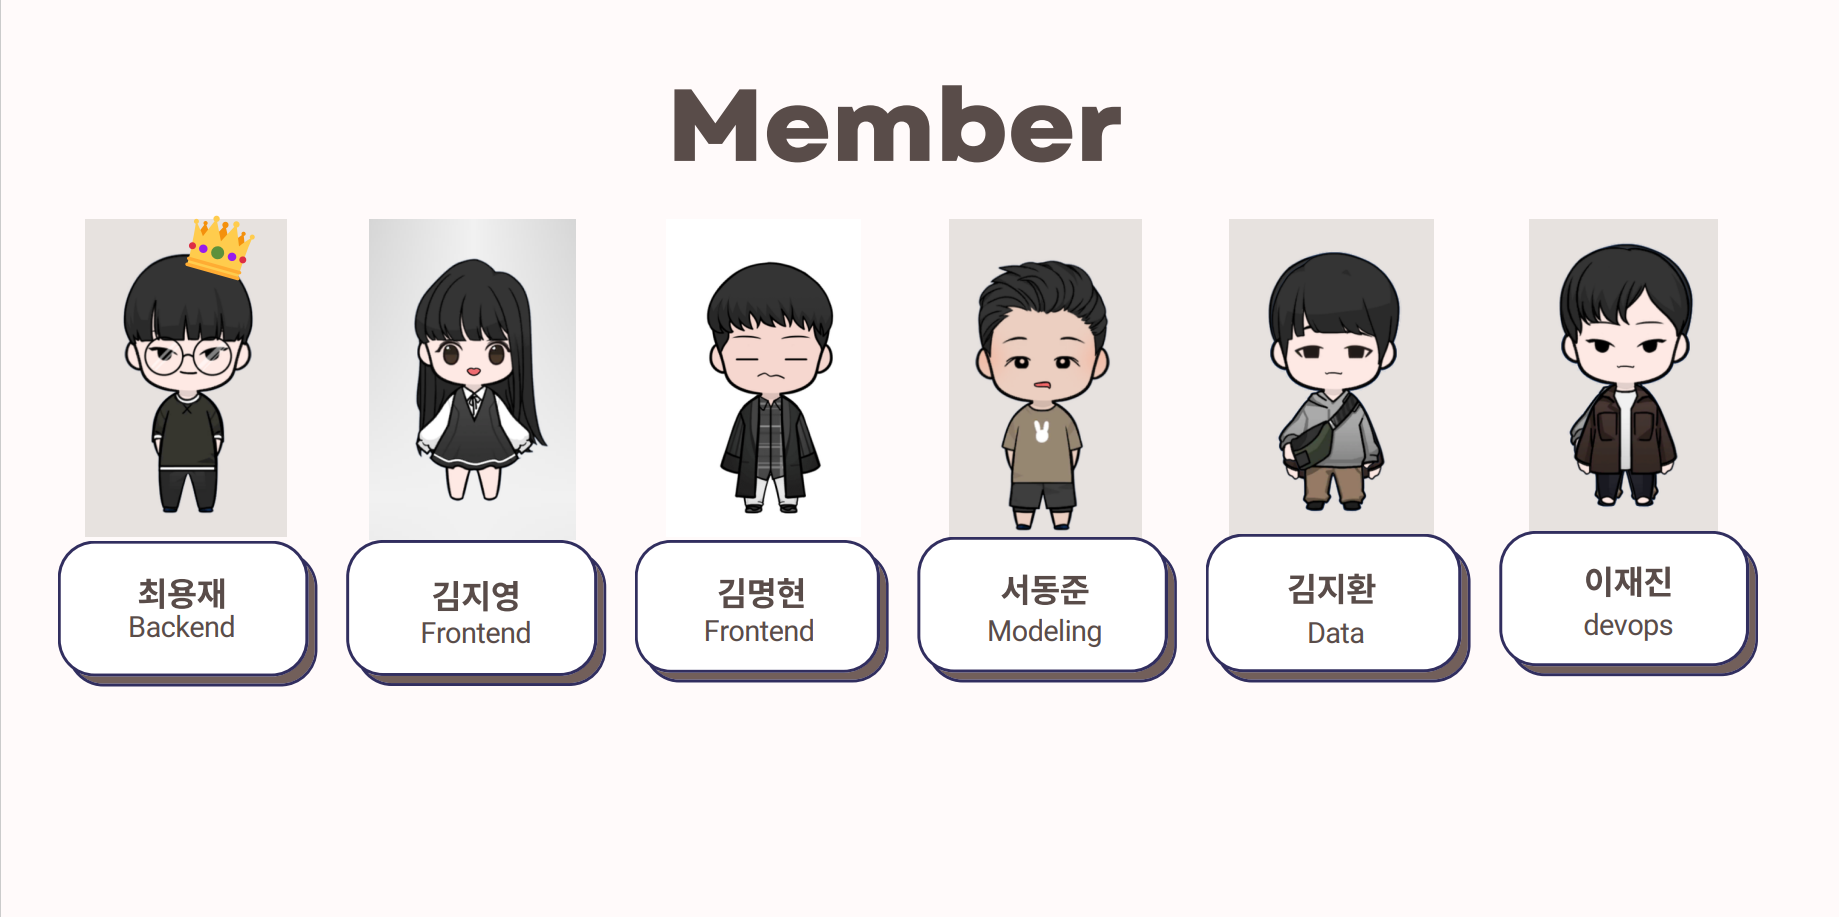 Member
최용재
Backend
김지영
Frontend
김명현
Frontend
서동준
Modeling
김지환
Data
이재진
devops